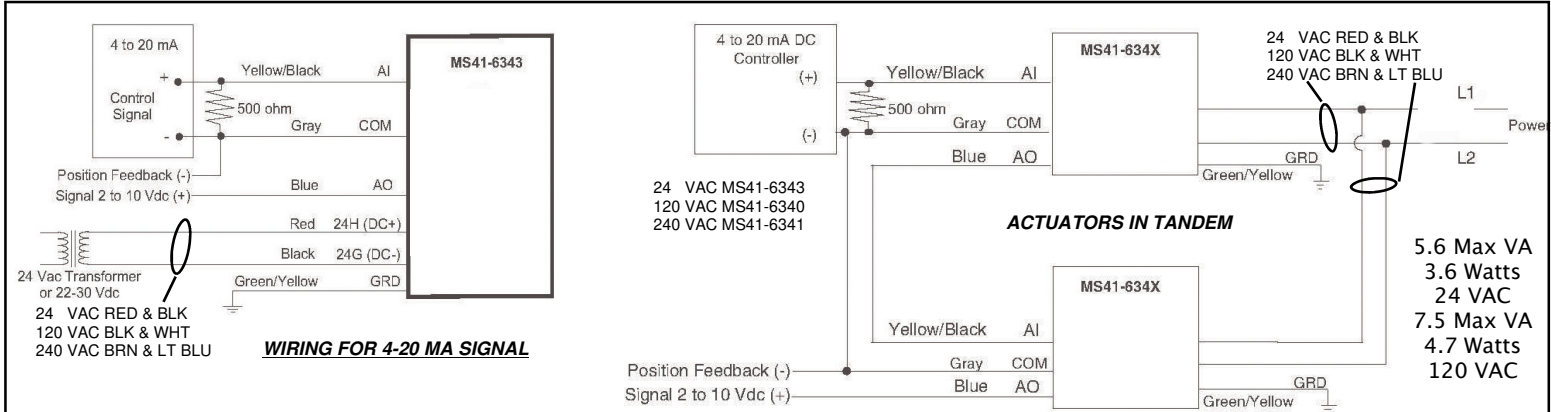 4 to 20 mA
+
Control
Signal
-
500 ohm
Yellow/Black AI
Gray COM
MS41-6343
Position Feedback (-)
Signal 2 to 10 Vdc (+)
Blue AO
Red 24H (DC+)
Black 24G (DC-)
Green/Yellow GRD
24 Vac Transformer
or 22-30 Vdc
24 VAC RED & BLK
120 VAC BLK & WHT
240 VAC BRN & LT BLU
WIRING FOR 4-20 MA SIGNAL
4 to 20 mA DC
Controller
(+)
(-)
500 ohm
Yellow/Black AI
Gray COM
Blue AO
MS41-634X
24 VAC RED & BLK
120 VAC BLK & WHT
240 VAC BRN & LT BLU
L1
Power
L2
GRD
Green/Yellow
24 VAC MS41-6343
120 VAC MS41-6340
240 VAC MS41-6341
ACTUATORS IN TANDEM
MS41-634X
Yellow/Black AI
Gray COM
Blue AO
Position Feedback (-)
Signal 2 to 10 Vdc (+)
GRD
Green/Yellow
5.6 Max VA
3.6 Watts
24 VAC
7.5 Max VA
4.7 Watts
120 VAC